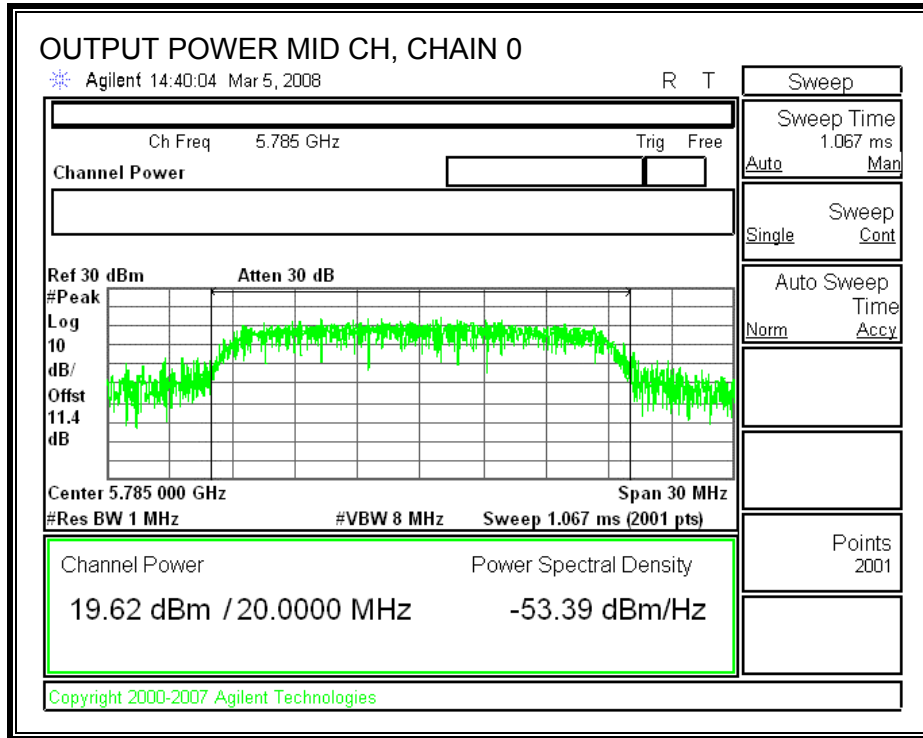 OUTPUT POWER MID CH, CHAIN 0
Agilent 14:40:04 Mar 5, 2008 R T
Ch Freq 5.785 GHz Trig Free
Channel Power
Ref 30 dBm Atten 30 dB
#Peak
Log
10
dB/
Offst
11.4
dB
Center 5.785 000 GHz Span 30 MHz
#Res BW 1 MHz #VBW 8 MHz Sweep 1.067 ms (2001 pts)
Channel Power Power Spectral Density
19.62 dBm / 20.0000 MHz -53.39 dBm/Hz
Copyright 2000-2007 Agilent Technologies
Sweep
Sweep Time
1.067 ms
Auto Man
Sweep
Single Cont
Auto Sweep
Time
Norm Accy
Points
2001